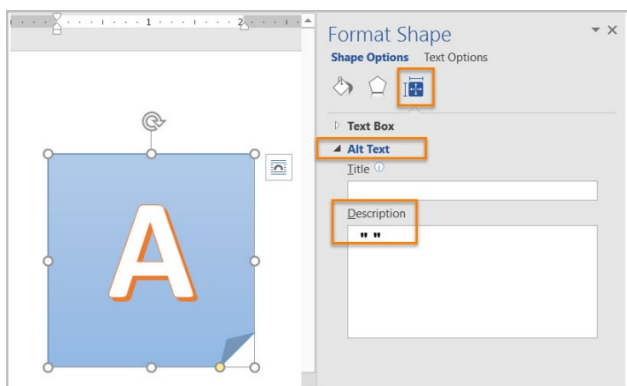 1 2
Format Shape
Shape Options Text Options
Text Box
Alt Text
Title
Description
" "
A